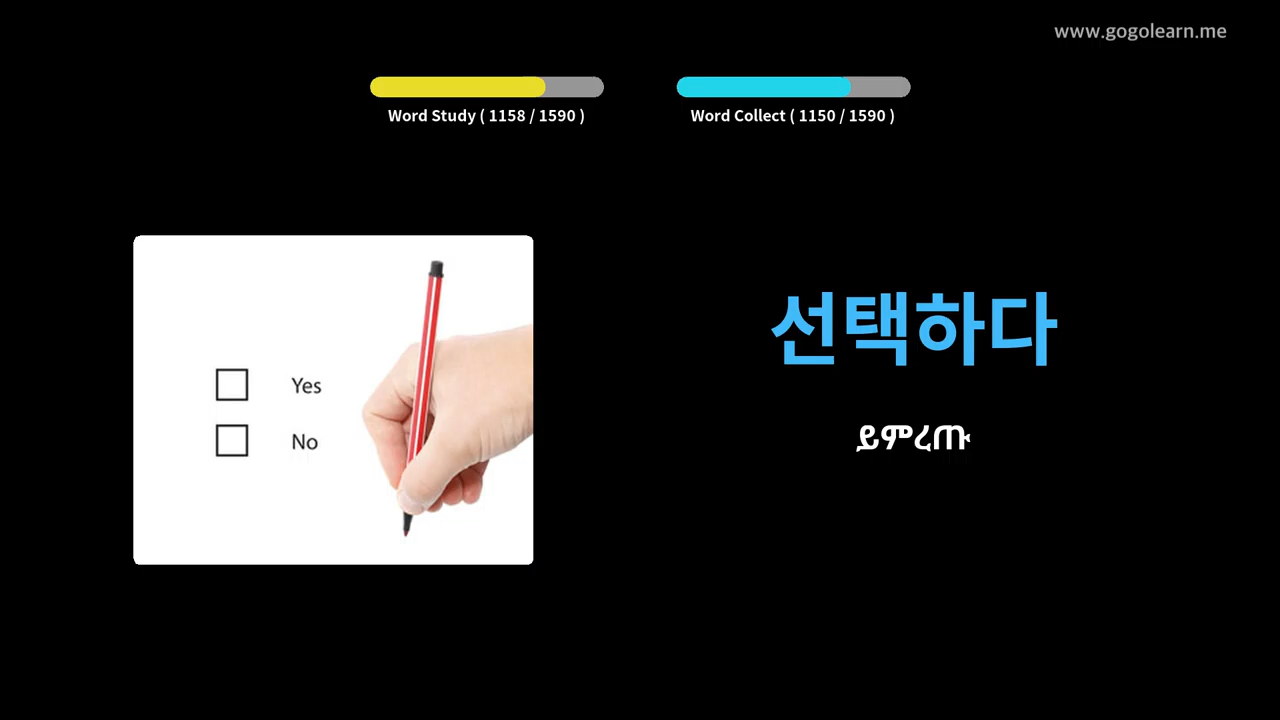 www.gogolearn.me
Word Study ( 1158 / 1590 )
Word Collect ( 1150 / 1590 )
Yes
No
선택하다
ይምረጡ